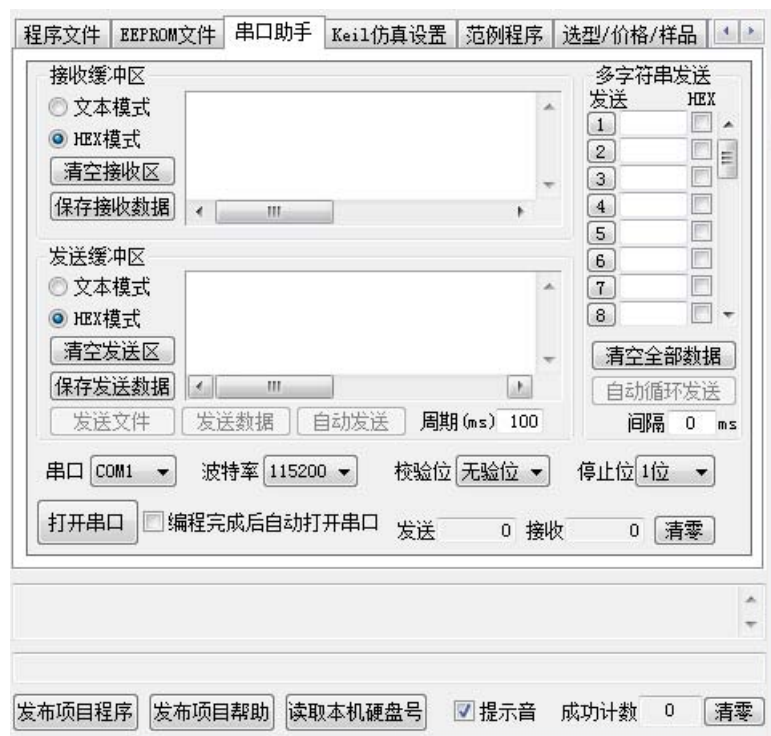 程序文件 EEPROM文件 串口助手 Keil仿真设置 范例程序 选型/价格/样品
接收缓冲区
文本模式
HEX模式
清空接收区
保存接收数据
发送缓冲区
文本模式
HEX模式
清空发送区
保存发送数据
发送文件 发送数据 自动发送 周期(ms) 100
多字符串发送
发送 HEX
1
2
3
4
5
6
7
8
清空全部数据
自动循环发送
间隔 0 ms
串口 COM1 波特率 115200 校验位 无验位 停止位 1位
打开串口 编程完成后自动打开串口 发送 0 接收 0 清零
发布项目程序 发布项目帮助 读取本机硬盘号 提示音 成功计数 0 清零